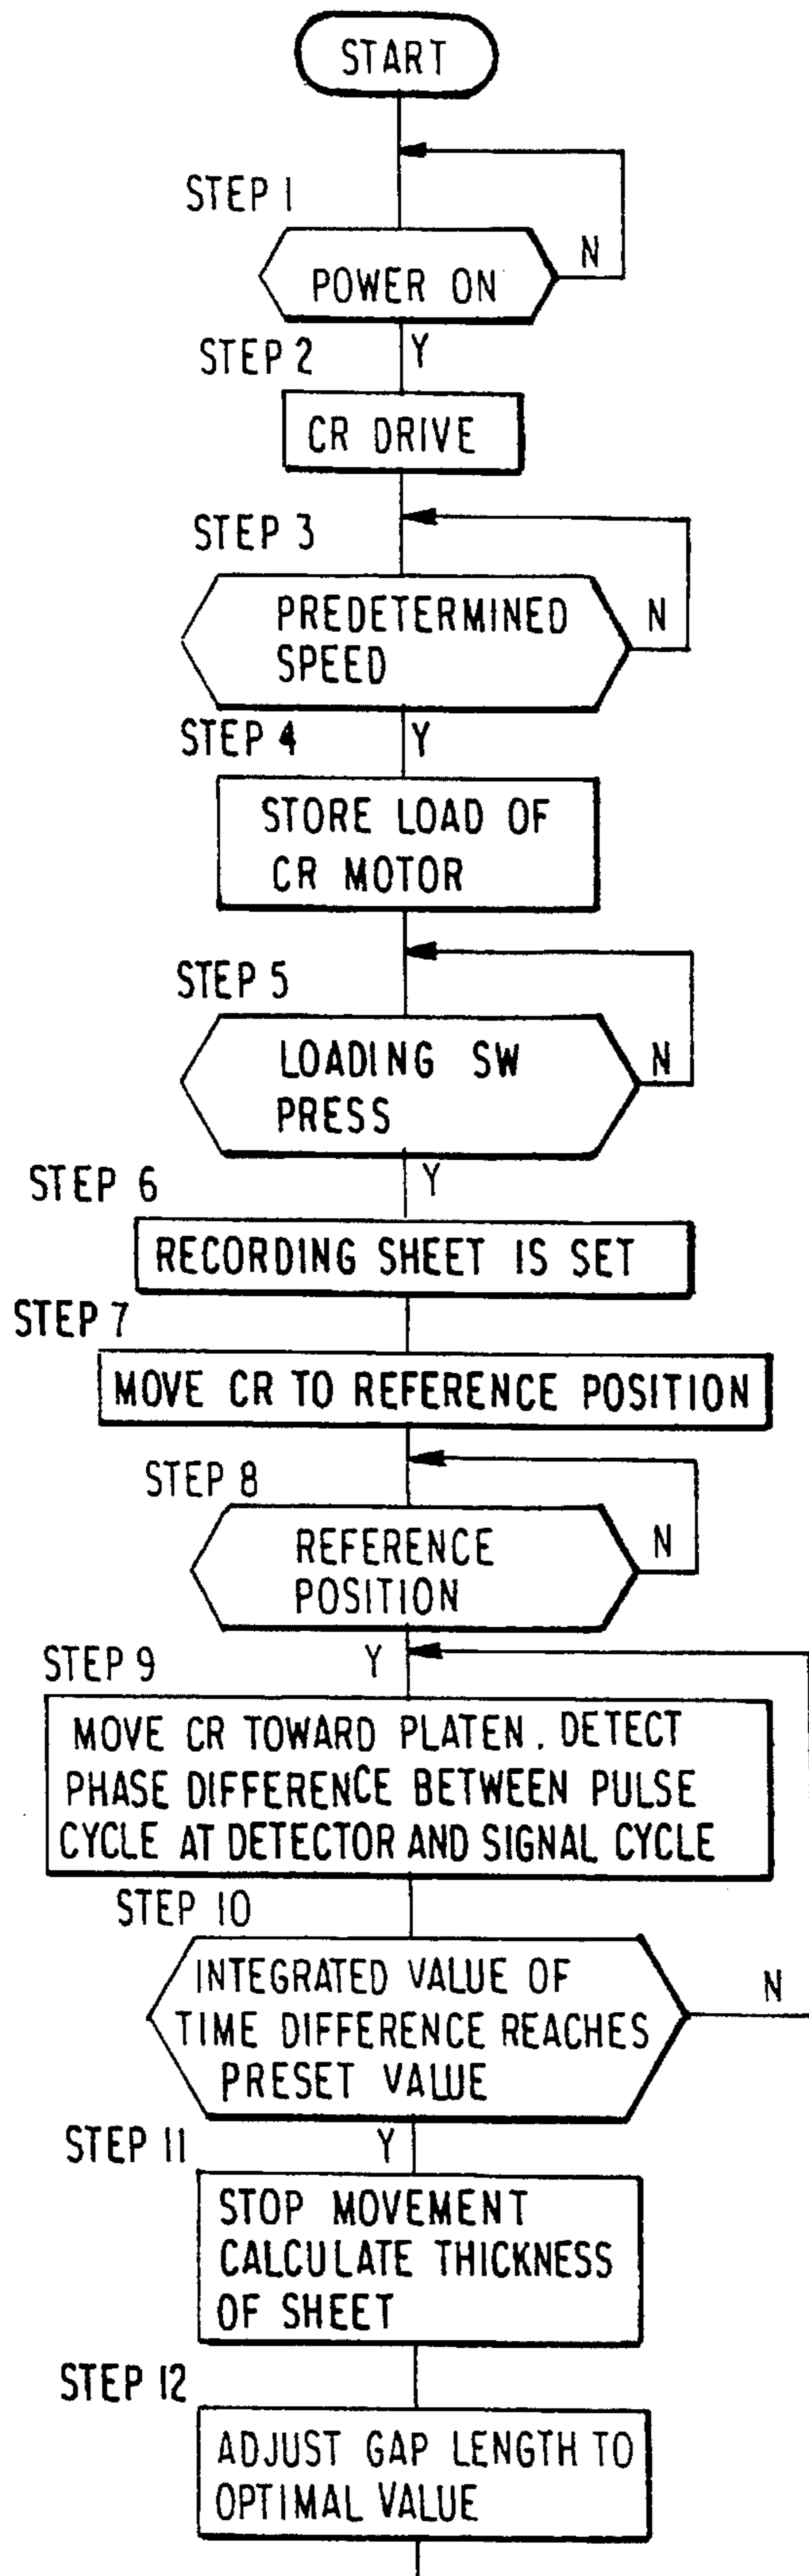 START
STEP 1
POWER ON
N
STEP 2
Y
CR DRIVE
STEP 3
PREDETERMINED
SPEED
N
STEP 4
Y
STORE LOAD OF
CR MOTOR
STEP 5
LOADING SW
PRESS
N
STEP 6
Y
RECORDING SHEET IS SET
STEP 7
MOVE CR TO REFERENCE POSITION
STEP 8
REFERENCE
POSITION
N
STEP 9
Y
MOVE CR TOWARD PLATEN. DETECT
PHASE DIFFERENCE BETWEEN PULSE
CYCLE AT DETECTOR AND SIGNAL CYCLE
STEP 10
INTEGRATED VALUE OF
TIME DIFFERENCE REACHES
PRESET VALUE
N
STEP 11
Y
STOP MOVEMENT
CALCULATE THICKNESS
OF SHEET
STEP 12
ADJUST GAP LENGTH TO
OPTIMAL VALUE